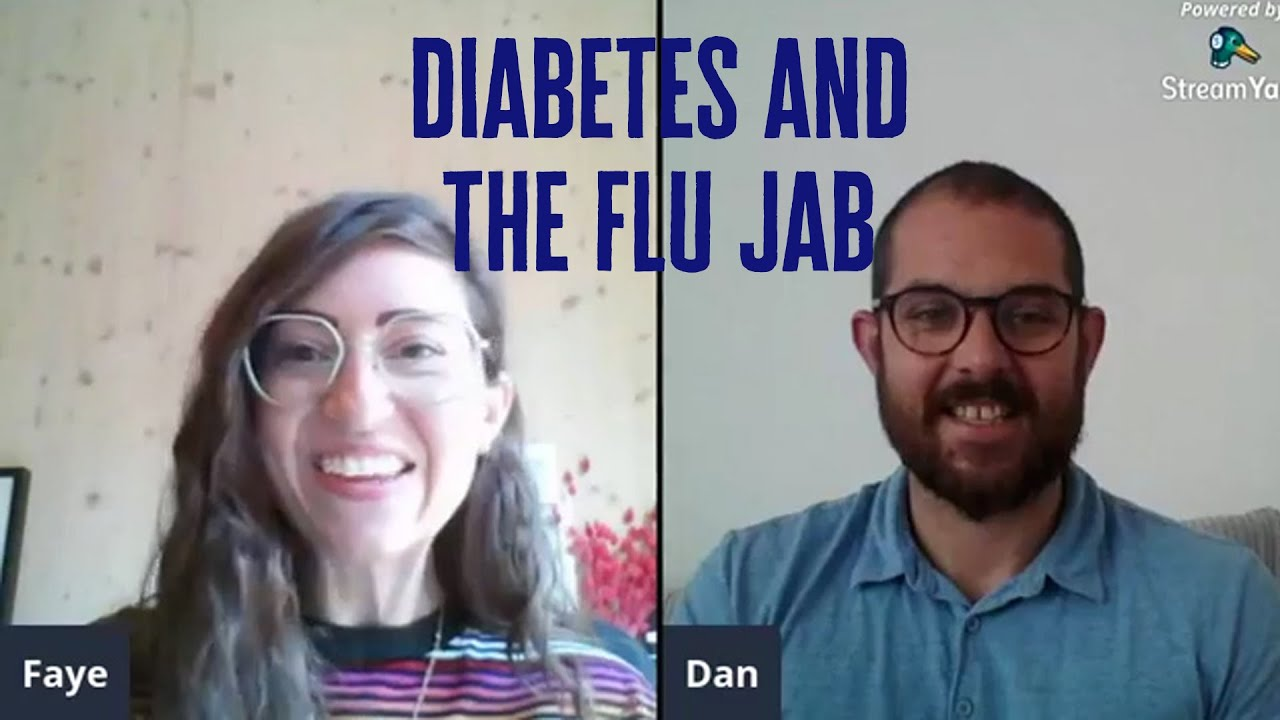 DIABETES AND
THE FLU JAB
Powered by
StreamYa
Faye
Dan